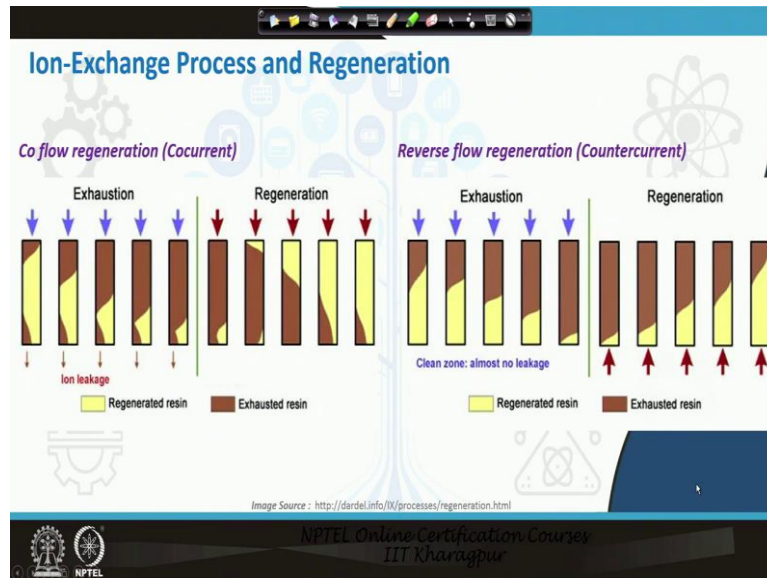 Ion-Exchange Process and Regeneration
Co flow regeneration (Cocurrent)
Exhaustion
Regeneration
Ion leakage
Regenerated resin
Exhausted resin
Reverse flow regeneration (Countercurrent)
Exhaustion
Regeneration
Clean zone: almost no leakage
Regenerated resin
Exhausted resin
Image Source : http://dardel.info/IX/processes/regeneration.html
NPTEL
NPTEL Online Certification Courses
IIT Kharagpur